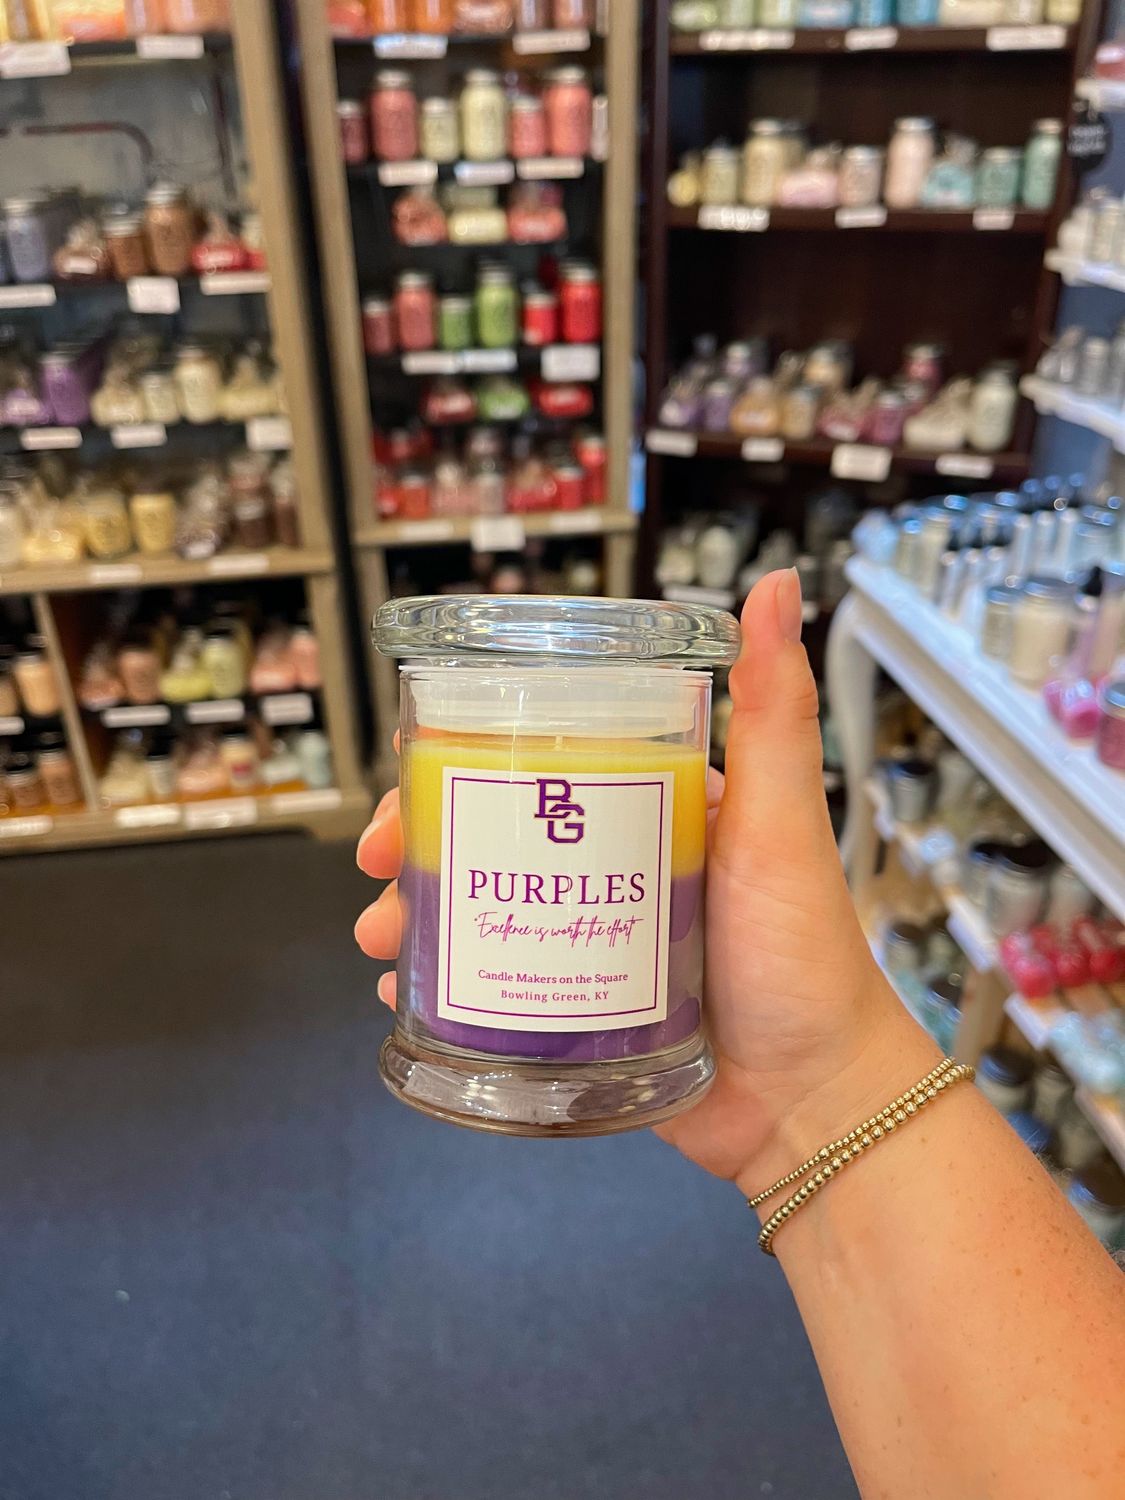 BG
PURPLES
"Excellence is worth the effort"
Candle Makers on the Square
Bowling Green, KY